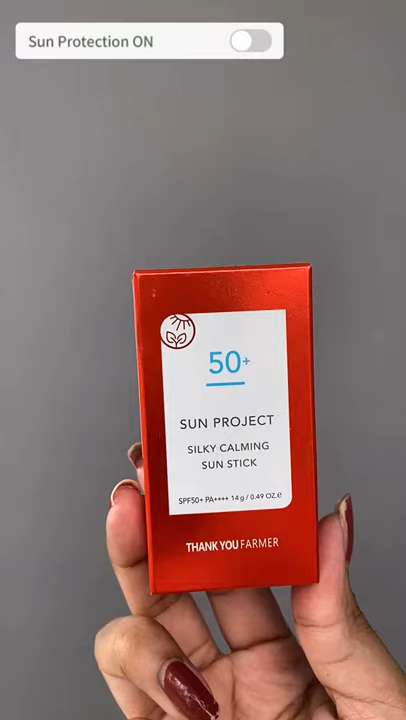 Sun Protection ON
50+
SUN PROJECT
SILKY CALMING
SUN STICK
SPF50+ PA++++ 14g / 0.49 OZ.e
THANK YOU FARMER